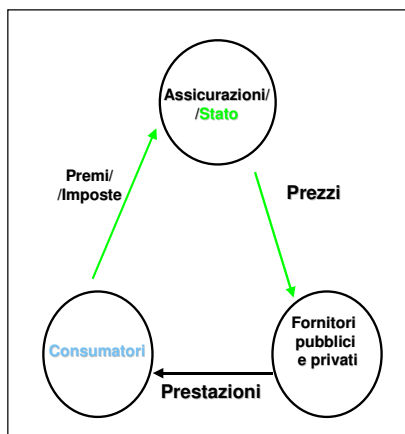 Assicurazioni/
/Stato
Premi/
/Imposte
Prezzi
Fornitori
pubblici
e privati
Consumatori
Prestazioni